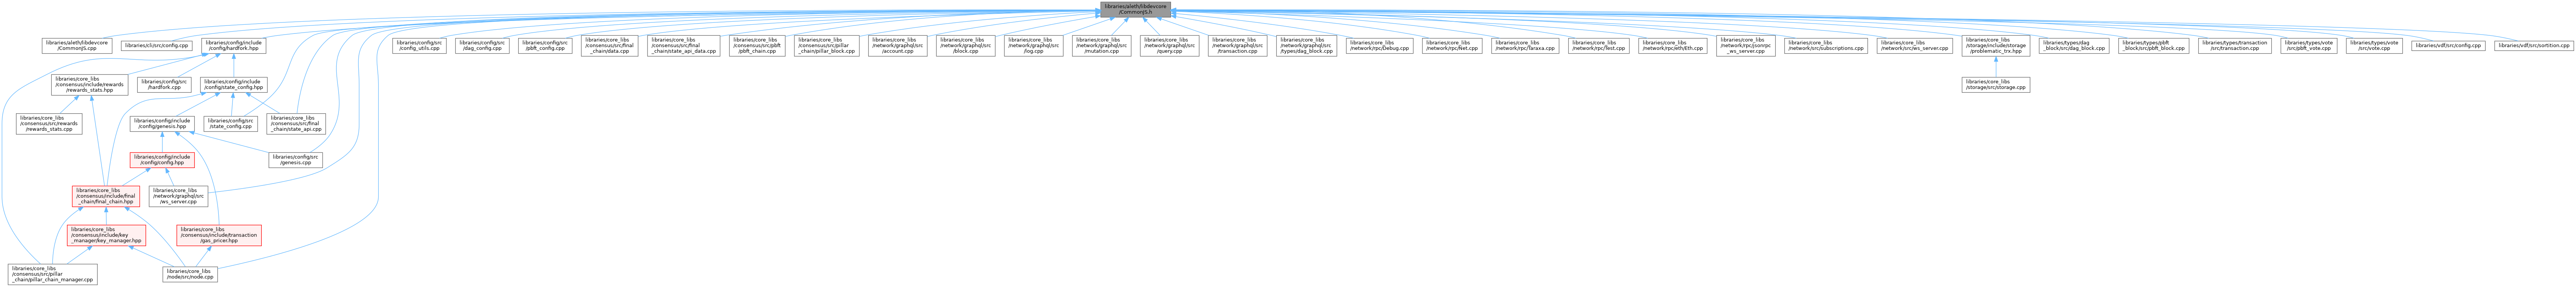 libraries/aleth/libdevcore
/CommonJS.h
libraries/aleth/libdevcore
/CommonJS.cpp
libraries/cli/src/config.cpp
libraries/config/include
/config/hardfork.hpp
libraries/config/src
/config_utils.cpp
libraries/config/src
/dag_config.cpp
libraries/config/src
/pbft_config.cpp
libraries/core_libs
/consensus/src/final
_chain/data.cpp
libraries/core_libs
/consensus/src/final
_chain/state_api_data.cpp
libraries/core_libs
/consensus/src/pbft
/pbft_chain.cpp
libraries/core_libs
/consensus/src/pillar
_chain/pillar_block.cpp
libraries/core_libs
/network/graphql/src
/account.cpp
libraries/core_libs
/network/graphql/src
/block.cpp
libraries/core_libs
/network/graphql/src
/log.cpp
libraries/core_libs
/network/graphql/src
/mutation.cpp
libraries/core_libs
/network/graphql/src
/query.cpp
libraries/core_libs
/network/graphql/src
/transaction.cpp
libraries/core_libs
/network/graphql/src
/types/dag_block.cpp
libraries/core_libs
/network/rpc/Debug.cpp
libraries/core_libs
/network/rpc/Net.cpp
libraries/core_libs
/network/rpc/Taraxa.cpp
libraries/core_libs
/network/rpc/Test.cpp
libraries/core_libs
/network/rpc/eth/Eth.cpp
libraries/core_libs
/network/rpc/jsonrpc
_ws_server.cpp
libraries/core_libs
/network/src/subscriptions.cpp
libraries/core_libs
/network/src/ws_server.cpp
libraries/core_libs
/storage/include/storage
/problematic_trx.hpp
libraries/types/dag
_block/src/dag_block.cpp
libraries/types/pbft
_block/src/pbft_block.cpp
libraries/types/transaction
/src/transaction.cpp
libraries/types/vote
/src/pbft_vote.cpp
libraries/types/vote
/src/vote.cpp
libraries/vdf/src/config.cpp
libraries/vdf/src/sortition.cpp
libraries/core_libs
/consensus/include/rewards
/rewards_stats.hpp
libraries/config/src
/hardfork.cpp
libraries/config/include
/config/state_config.hpp
libraries/core_libs
/storage/src/storage.cpp
libraries/core_libs
/consensus/src/rewards
/rewards_stats.cpp
libraries/config/include
/config/genesis.hpp
libraries/config/src
/state_config.cpp
libraries/core_libs
/consensus/src/final
_chain/state_api.cpp
libraries/config/include
/config/config.hpp
libraries/config/src
/genesis.cpp
libraries/core_libs
/consensus/include/final
_chain/final_chain.hpp
libraries/core_libs
/network/graphql/src
/ws_server.cpp
libraries/core_libs
/consensus/include/key
_manager/key_manager.hpp
libraries/core_libs
/consensus/include/transaction
/gas_pricer.hpp
libraries/core_libs
/consensus/src/pillar
_chain/pillar_chain_manager.cpp
libraries/core_libs
/node/src/node.cpp